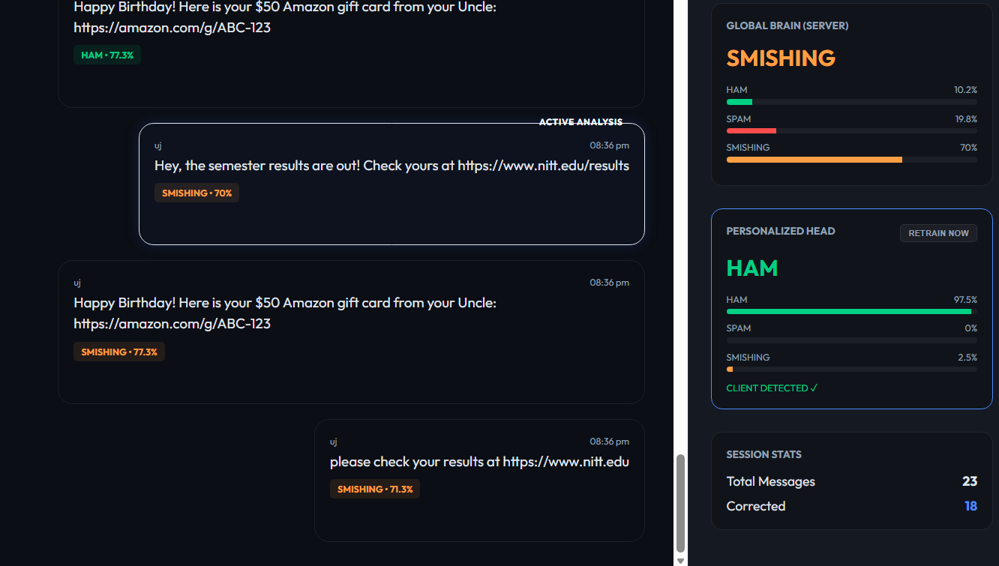 Happy Birthday! Here is your $50 Amazon gift card from your Uncle:
https://amazon.com/g/ABC-123
HAM • 77.3%
ACTIVE ANALYSIS
uj 08:36 pm
Hey, the semester results are out! Check yours at https://www.nitt.edu/results
SMISHING • 70%
uj 08:36 pm
Happy Birthday! Here is your $50 Amazon gift card from your Uncle:
https://amazon.com/g/ABC-123
SMISHING • 77.3%
uj 08:36 pm
please check your results at https://www.nitt.edu
SMISHING • 71.3%
GLOBAL BRAIN (SERVER)
SMISHING
HAM 10.2%
SPAM 19.8%
SMISHING 70%
PERSONALIZED HEAD RETRAIN NOW
HAM
HAM 97.5%
SPAM 0%
SMISHING 2.5%
CLIENT DETECTED ✓
SESSION STATS
Total Messages 23
Corrected 18